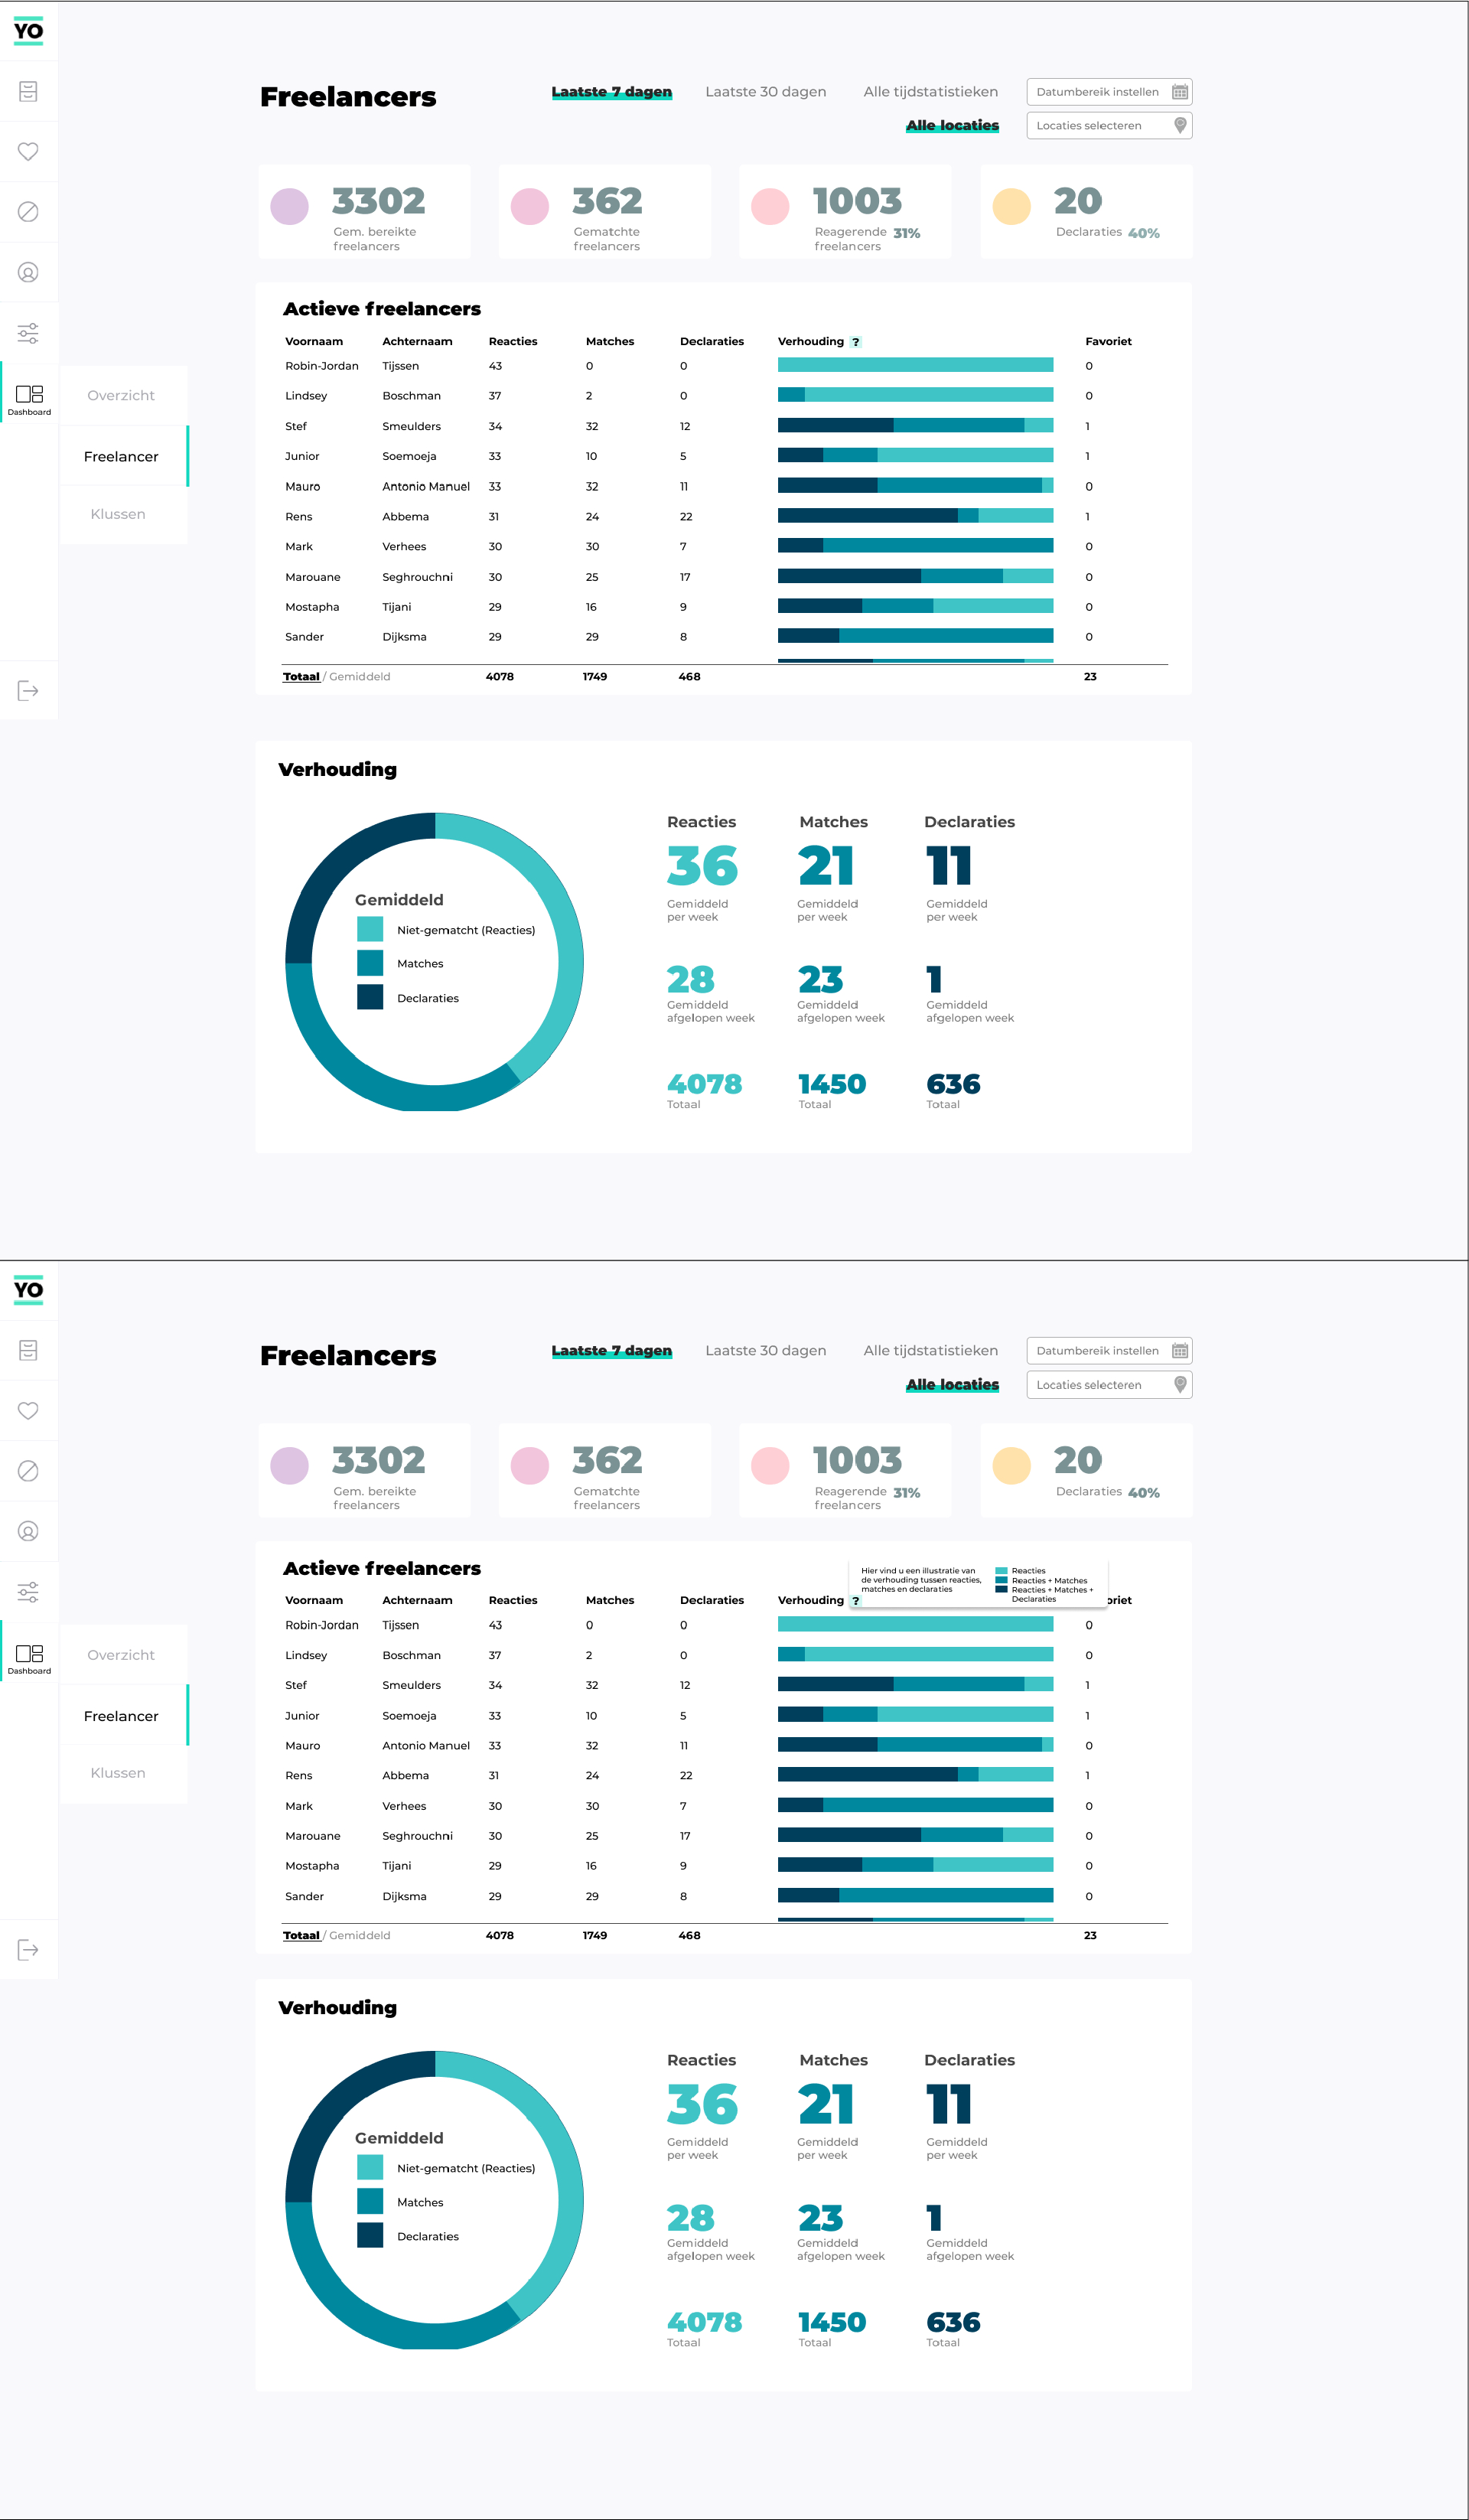 YO
Freelancers
Laatste 7 dagen
Laatste 30 dagen
Alle tijdstatistieken
Datumbereik instellen
Alle locaties
Locaties selecteren
3302
Gem. bereikte
freelancers
362
Gematchte
freelancers
1003
Reagerende 31%
freelancers
20
Declaraties 40%
Dashboard
Overzicht
Freelancer
Klussen
Actieve freelancers
Voornaam Achternaam Reacties Matches Declaraties Verhouding ? Favoriet
Robin-Jordan Tijssen 43 0 0 0
Lindsey Boschman 37 2 0 0
Stef Smeulders 34 32 12 1
Junior Soemoeja 33 10 5 1
Mauro Antonio Manuel 33 32 11 0
Rens Abbema 31 24 22 1
Mark Verhees 30 30 7 0
Marouane Seghrouchni 30 25 17 0
Mostapha Tijani 29 16 9 0
Sander Dijksma 29 29 8 0
Totaal / Gemiddeld 4078 1749 468 23
Verhouding
Gemiddeld
Niet-gematcht (Reacties)
Matches
Declaraties
Reacties Matches Declaraties
36 21 11
Gemiddeld Gemiddeld Gemiddeld
per week per week per week
28 23 1
Gemiddeld Gemiddeld Gemiddeld
afgelopen week afgelopen week afgelopen week
4078 1450 636
Totaal Totaal Totaal
YO
Freelancers
Laatste 7 dagen
Laatste 30 dagen
Alle tijdstatistieken
Datumbereik instellen
Alle locaties
Locaties selecteren
3302
Gem. bereikte
freelancers
362
Gematchte
freelancers
1003
Reagerende 31%
freelancers
20
Declaraties 40%
Dashboard
Overzicht
Freelancer
Klussen
Actieve freelancers
Hier vind u een illustratie van
de verhouding tussen reacties,
matches en declaraties
Reacties
Reacties + Matches
Reacties + Matches +
Declaraties
Voornaam Achternaam Reacties Matches Declaraties Verhouding ? oriet
Robin-Jordan Tijssen 43 0 0 0
Lindsey Boschman 37 2 0 0
Stef Smeulders 34 32 12 1
Junior Soemoeja 33 10 5 1
Mauro Antonio Manuel 33 32 11 0
Rens Abbema 31 24 22 1
Mark Verhees 30 30 7 0
Marouane Seghrouchni 30 25 17 0
Mostapha Tijani 29 16 9 0
Sander Dijksma 29 29 8 0
Totaal / Gemiddeld 4078 1749 468 23
Verhouding
Gemiddeld
Niet-gematcht (Reacties)
Matches
Declaraties
Reacties Matches Declaraties
36 21 11
Gemiddeld Gemiddeld Gemiddeld
per week per week per week
28 23 1
Gemiddeld Gemiddeld Gemiddeld
afgelopen week afgelopen week afgelopen week
4078 1450 636
Totaal Totaal Totaal